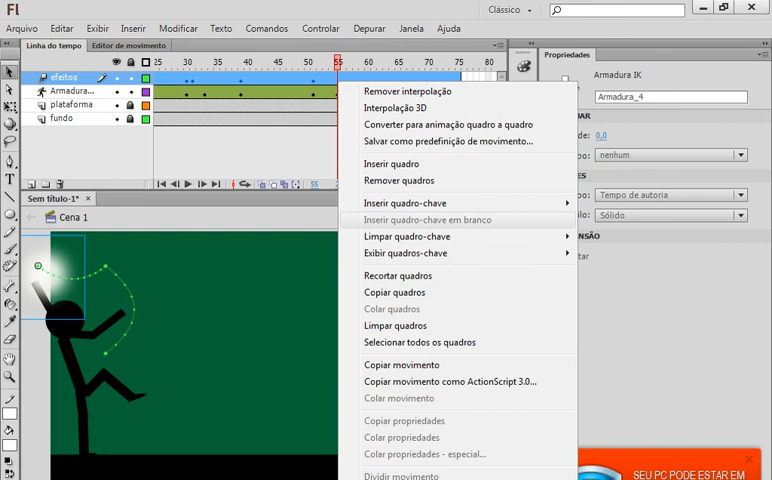 Fl
Clássico
Arquivo Editar Exibir Inserir Modificar Texto Comandos Controlar Depurar Janela Ajuda
Linha do tempo Editor de movimento
Propriedades
25 30 35 40 45 50 55 60 65 70 75 80
efeitos
Armadura...
plataforma
fundo
55
Armadura IK
Armadura_4
0,0
nenhum
Tempo de autoria
Sólido
Sem título-1*
Cena 1
Remover interpolação
Interpolação 3D
Converter para animação quadro a quadro
Salvar como predefinição de movimento...
Inserir quadro
Remover quadros
Inserir quadro-chave
Inserir quadro-chave em branco
Limpar quadro-chave
Exibir quadros-chave
Recortar quadros
Copiar quadros
Colar quadros
Limpar quadros
Selecionar todos os quadros
Copiar movimento
Copiar movimento como ActionScript 3.0...
Colar movimento
Copiar propriedades
Colar propriedades
Colar propriedades - especial...
Dividir movimento
SEU PC PODE ESTAR EM